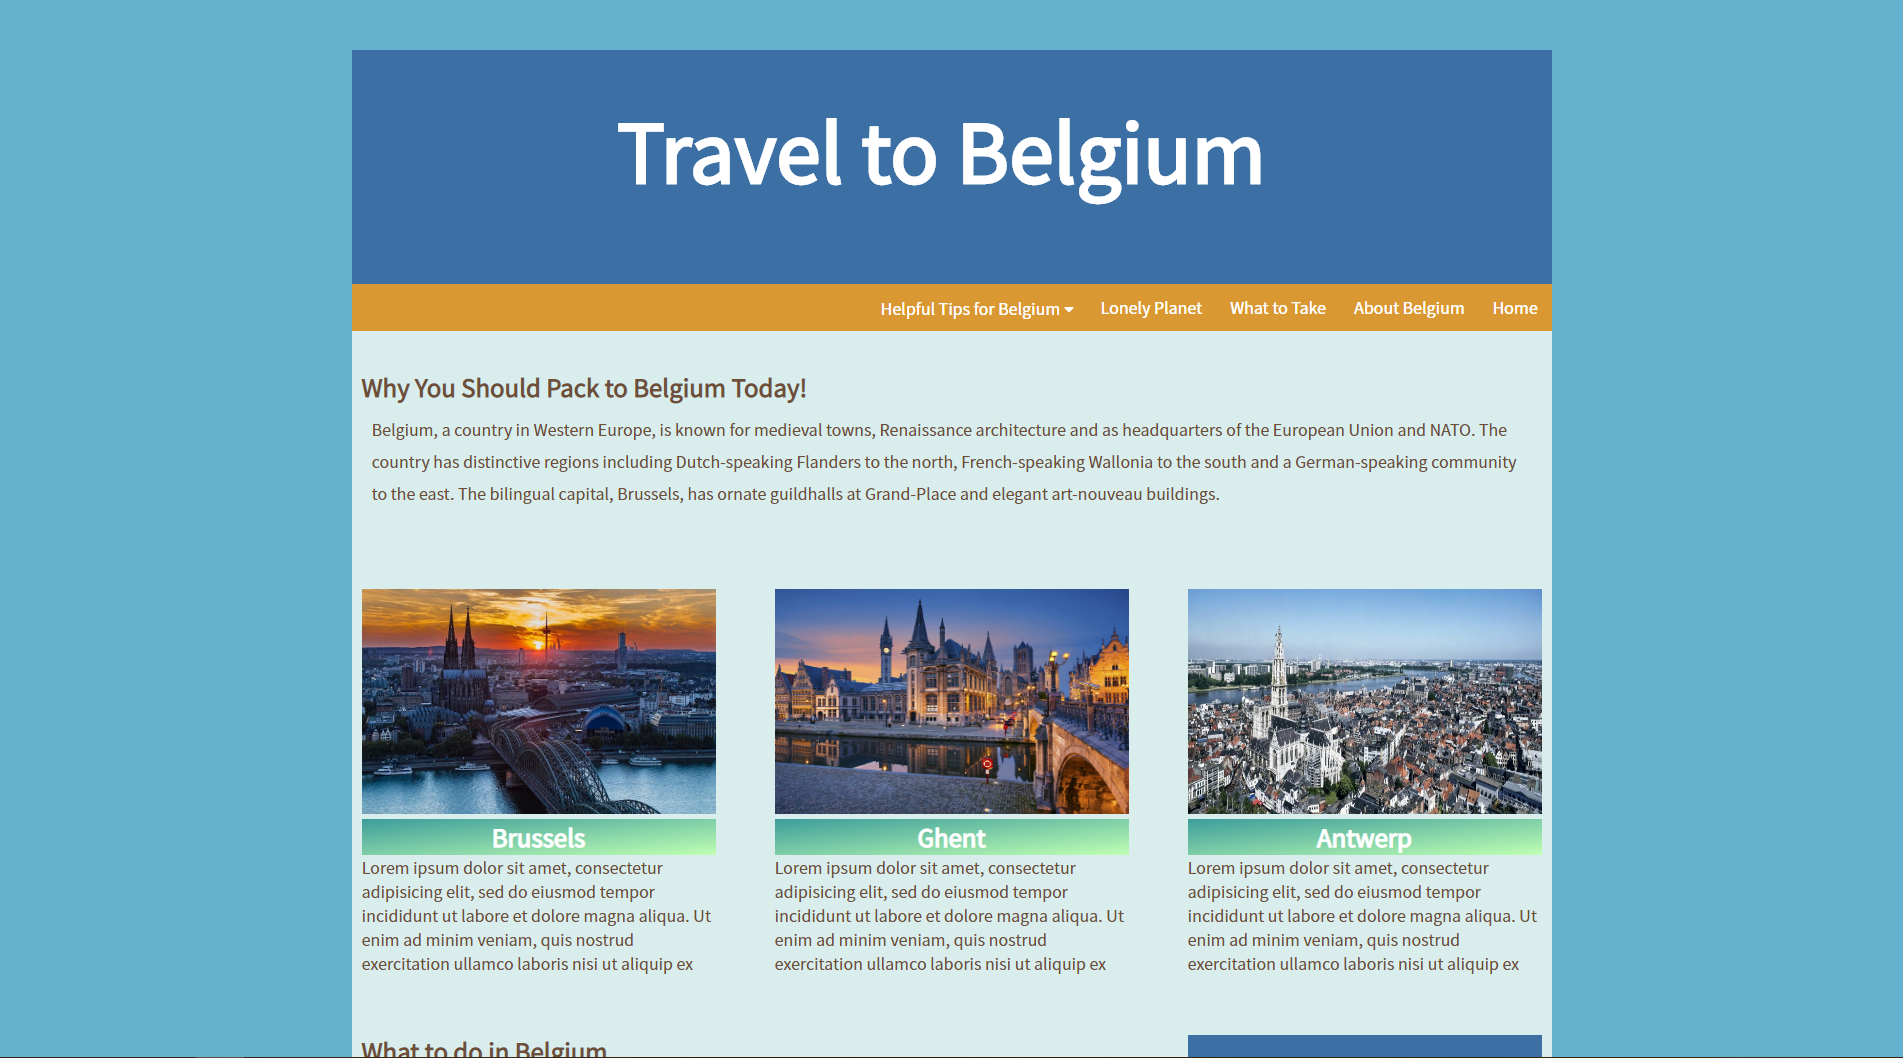 Travel to Belgium
Helpful Tips for Belgium
Lonely Planet
What to Take
About Belgium
Home
Why You Should Pack to Belgium Today!
Belgium, a country in Western Europe, is known for medieval towns, Renaissance architecture and as headquarters of the European Union and NATO. The
country has distinctive regions including Dutch-speaking Flanders to the north, French-speaking Wallonia to the south and a German-speaking community
to the east. The bilingual capital, Brussels, has ornate guildhalls at Grand-Place and elegant art-nouveau buildings.
Brussels
Lorem ipsum dolor sit amet, consectetur
adipisicing elit, sed do eiusmod tempor
incididunt ut labore et dolore magna aliqua. Ut
enim ad minim veniam, quis nostrud
exercitation ullamco laboris nisi ut aliquip ex
Ghent
Lorem ipsum dolor sit amet, consectetur
adipisicing elit, sed do eiusmod tempor
incididunt ut labore et dolore magna aliqua. Ut
enim ad minim veniam, quis nostrud
exercitation ullamco laboris nisi ut aliquip ex
Antwerp
Lorem ipsum dolor sit amet, consectetur
adipisicing elit, sed do eiusmod tempor
incididunt ut labore et dolore magna aliqua. Ut
enim ad minim veniam, quis nostrud
exercitation ullamco laboris nisi ut aliquip ex
What to do in Belgium